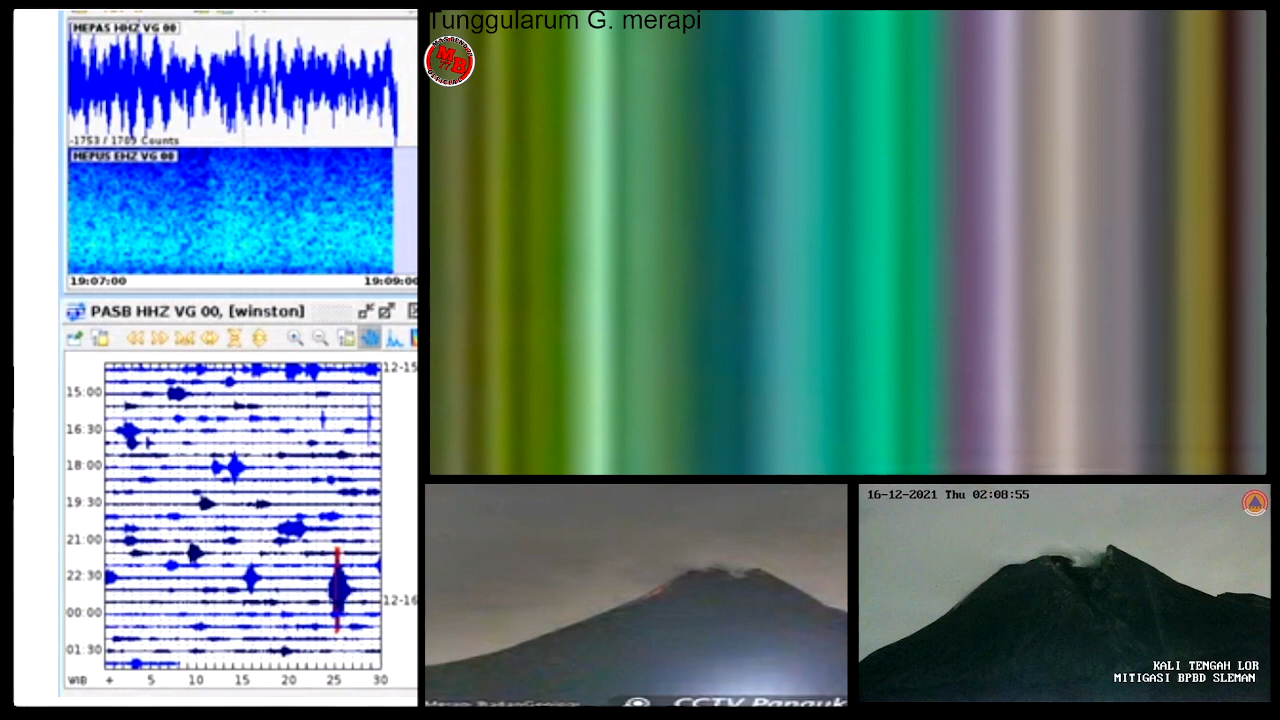 MEPAS HHZ VG 00
-1753 / 1789 Counts
MEPUS EHZ VG 00
19:07:00 19:09:00
PASB HHZ VG 00, [winston]
12-15
15:00
16:30
18:00
19:30
21:00
22:30
00:00
12-16
01:30
WIB + 5 10 15 20 25 30
Tunggularum G. merapi
MB
OFFICIAL
CCTV
16-12-2021 Thu 02:08:55
KALI TENGAH LOR
MITIGASI BPBD SLEMAN